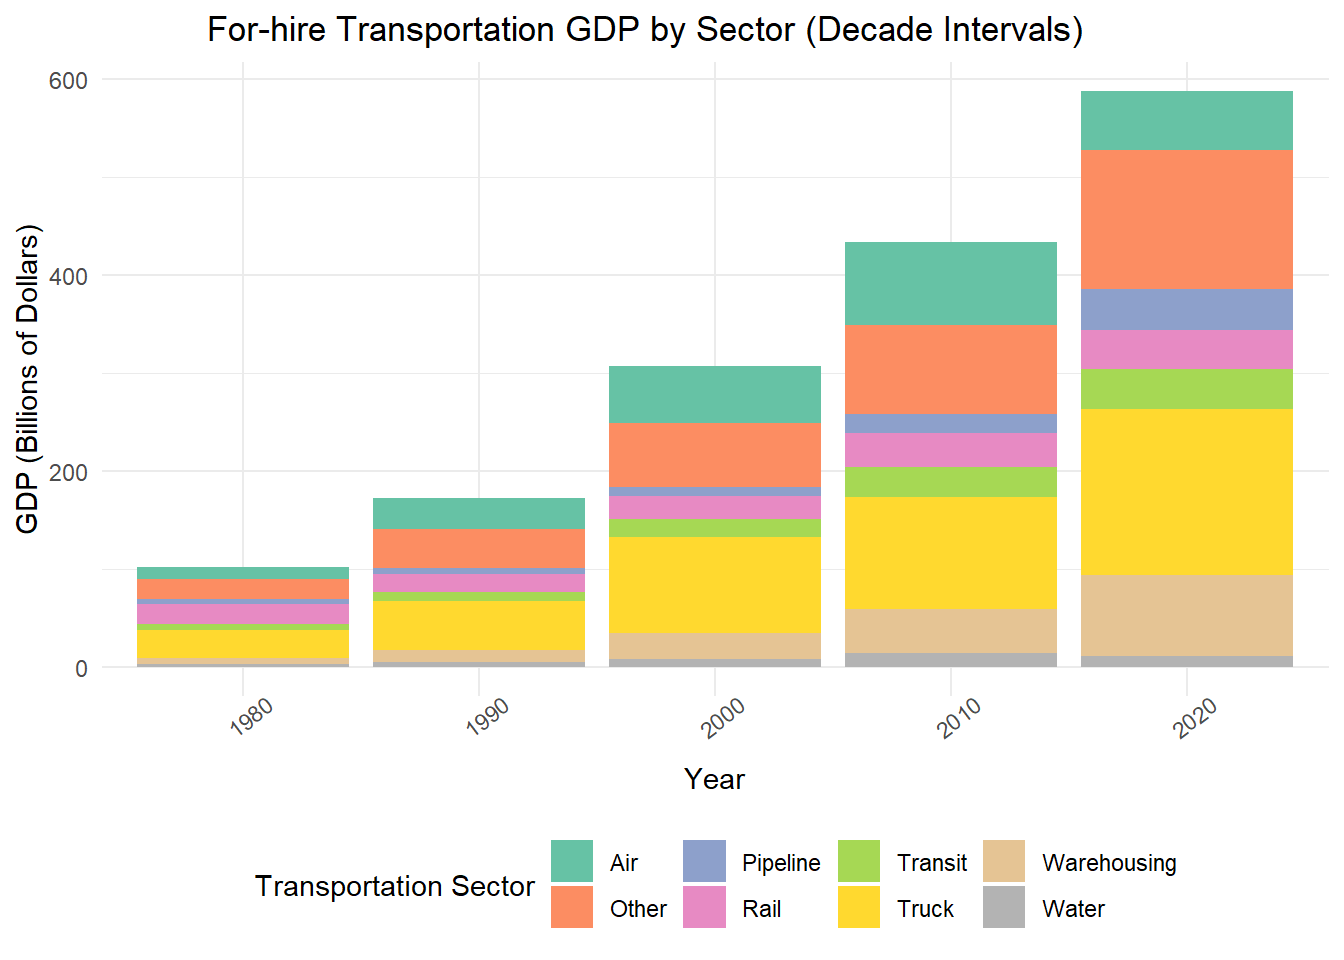 For-hire Transportation GDP by Sector (Decade Intervals)
GDP (Billions of Dollars)
600
400
200
0
1980
1990
2000
2010
2020
Year
Transportation Sector
Air
Pipeline
Transit
Warehousing
Other
Rail
Truck
Water